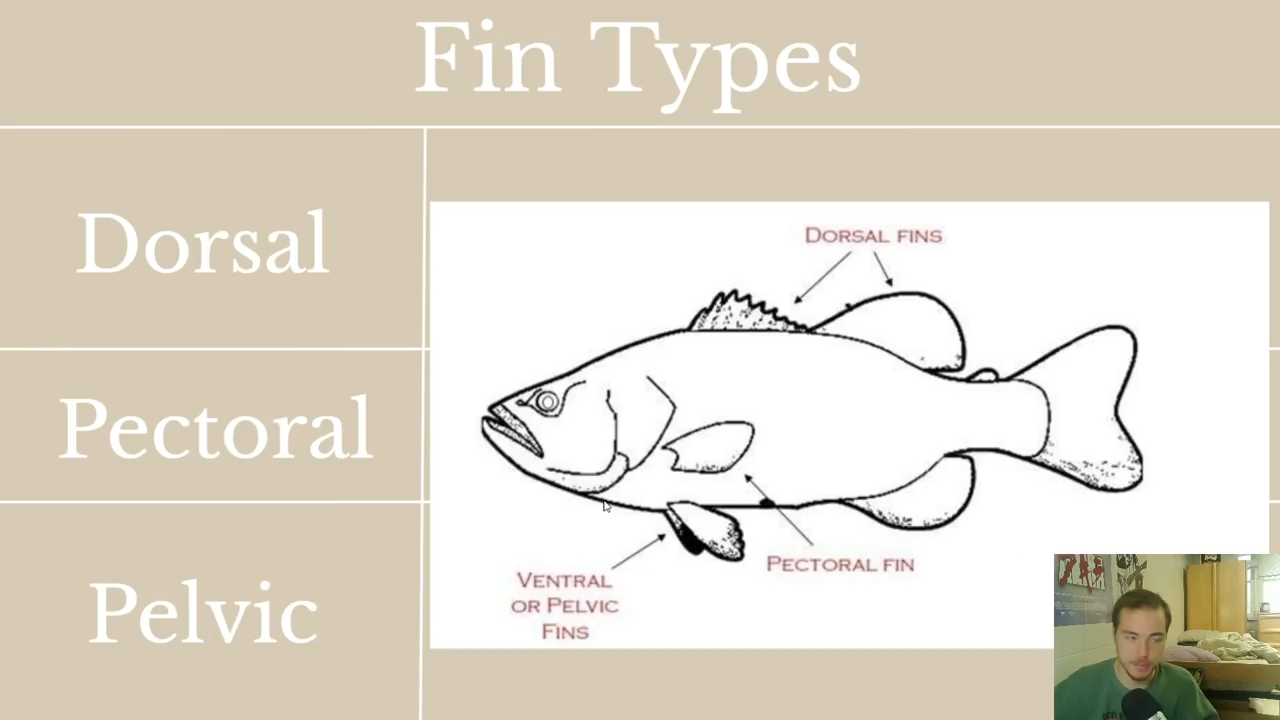 Fin Types
Dorsal
Pectoral
Pelvic
DORSAL FINS
PECTORAL FIN
VENTRAL
OR PELVIC
FINS